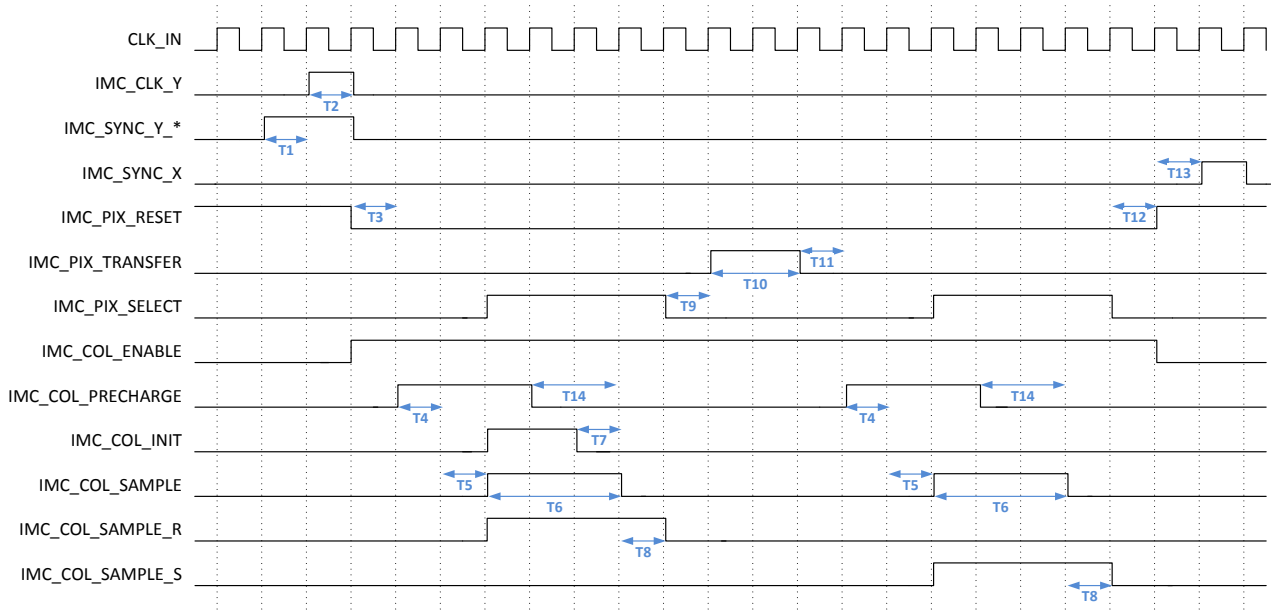 CLK_IN
IMC_CLK_Y
T2
IMC_SYNC_Y_*
T1
IMC_SYNC_X
T13
IMC_PIX_RESET
T3
T12
IMC_PIX_TRANSFER
T11
T10
IMC_PIX_SELECT
T9
IMC_COL_ENABLE
IMC_COL_PRECHARGE
T14
T14
T4
T4
IMC_COL_INIT
T7
IMC_COL_SAMPLE
T5
T5
T6
T6
IMC_COL_SAMPLE_R
T8
IMC_COL_SAMPLE_S
T8